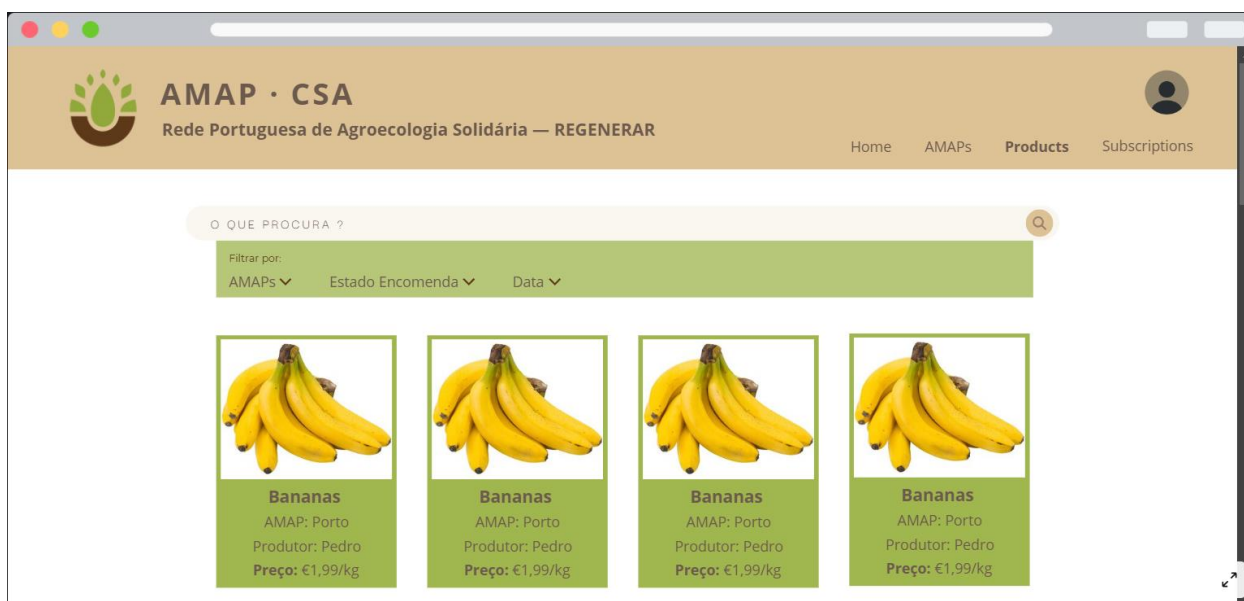 AMAP · CSA
Rede Portuguesa de Agroecologia Solidária — REGENERAR
Home AMAPs Products Subscriptions
O QUE PROCURA ?
Filtrar por:
AMAPs Estado Encomenda Data
Bananas Bananas Bananas Bananas
AMAP: Porto AMAP: Porto AMAP: Porto AMAP: Porto
Produtor: Pedro Produtor: Pedro Produtor: Pedro Produtor: Pedro
Preço: €1,99/kg Preço: €1,99/kg Preço: €1,99/kg Preço: €1,99/kg